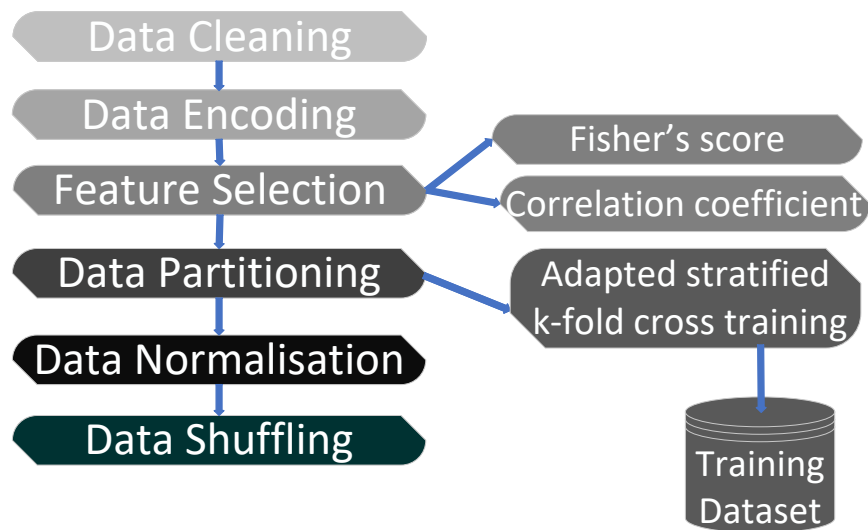 Data Cleaning
Data Encoding
Feature Selection
Data Partitioning
Data Normalisation
Data Shuffling
Fisher’s score
Correlation coefficient
Adapted stratified
k-fold cross training
Training
Dataset